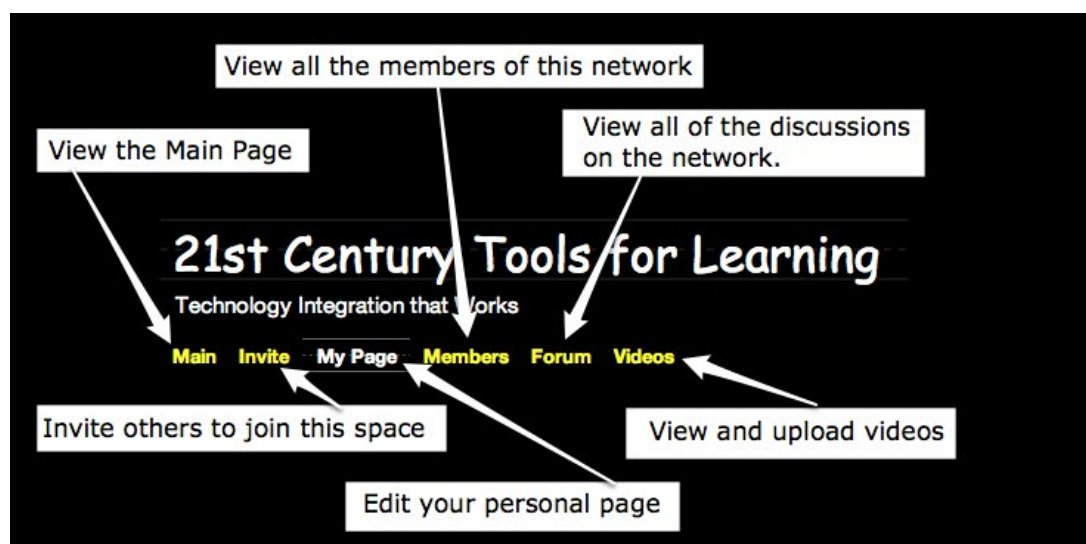 View all the members of this network
View all of the discussions
on the network.
View the Main Page
21st Century Tools for Learning
Technology Integration that Works
Main Invite My Page Members Forum Videos
Invite others to join this space
View and upload videos
Edit your personal page